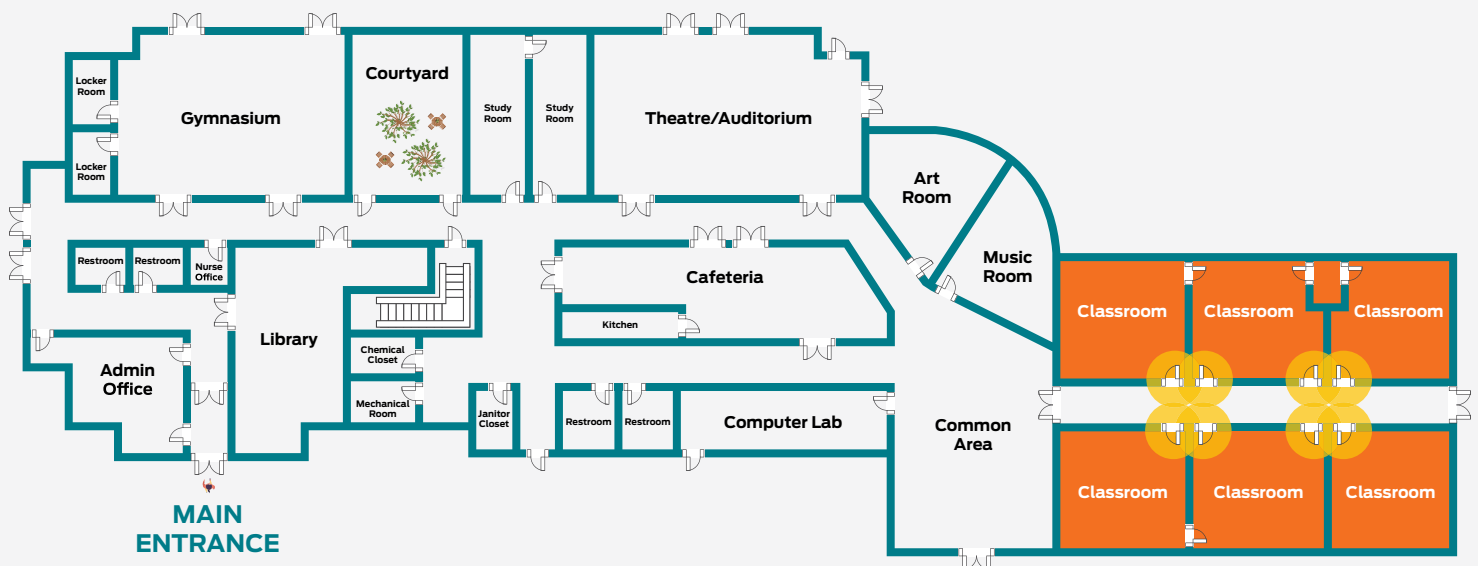 Locker
Room
Locker
Room
Gymnasium
Courtyard
Study
Room
Study
Room
Theatre/Auditorium
Art
Room
Music
Room
Restroom
Restroom
Nurse
Office
Library
Admin
Office
Chemical
Closet
Mechanical
Room
Cafeteria
Kitchen
Janitor
Closet
Restroom
Restroom
Computer Lab
Common
Area
Classroom
Classroom
Classroom
Classroom
Classroom
Classroom
MAIN
ENTRANCE